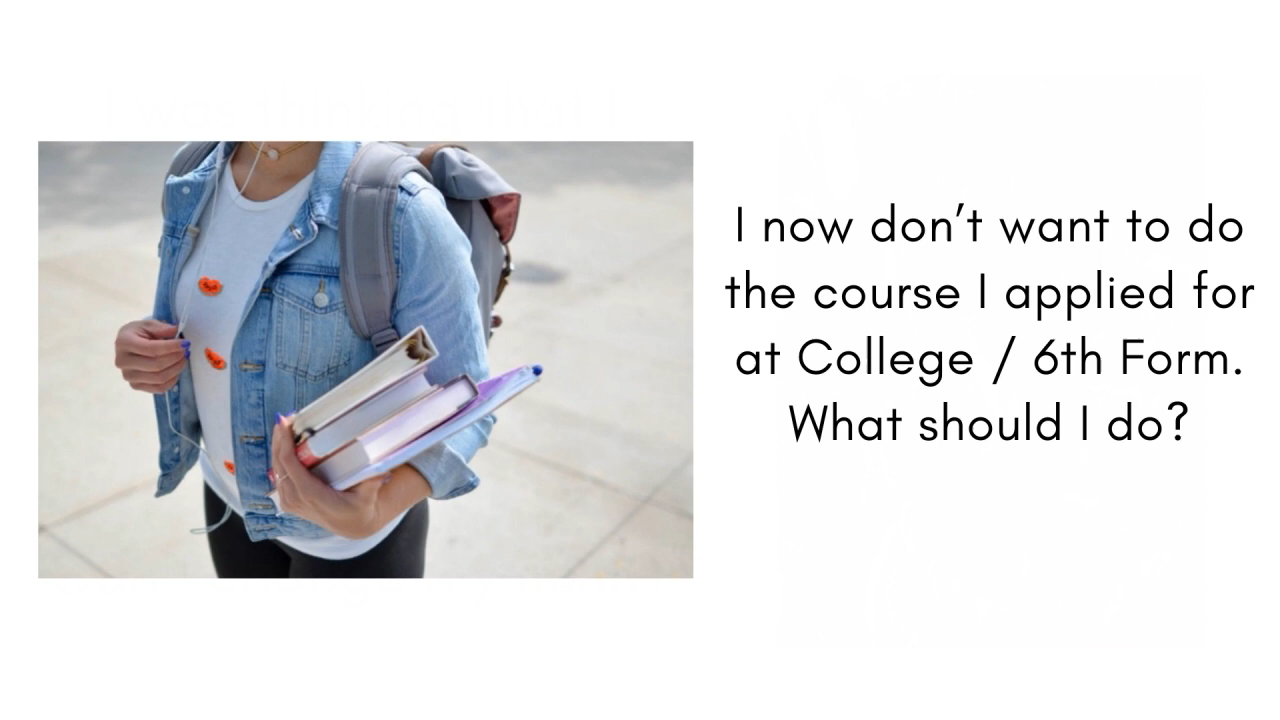 I now don’t want to do
the course I applied for
at College / 6th Form.
What should I do?